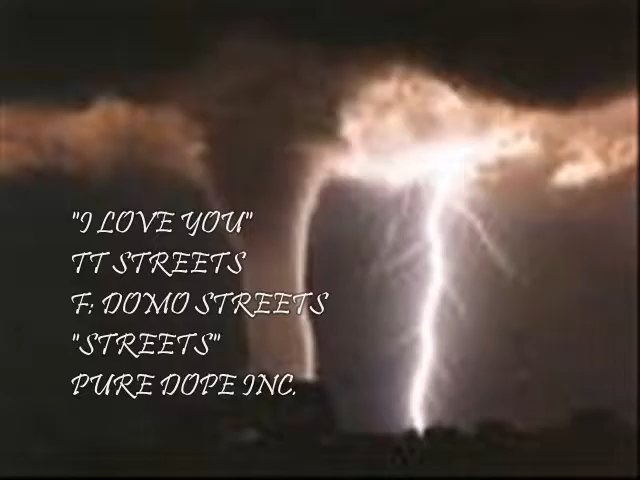 "I LOVE YOU"
TT STREETS
F: DOMO STREETS
"STREETS"
PURE DOPE INC.